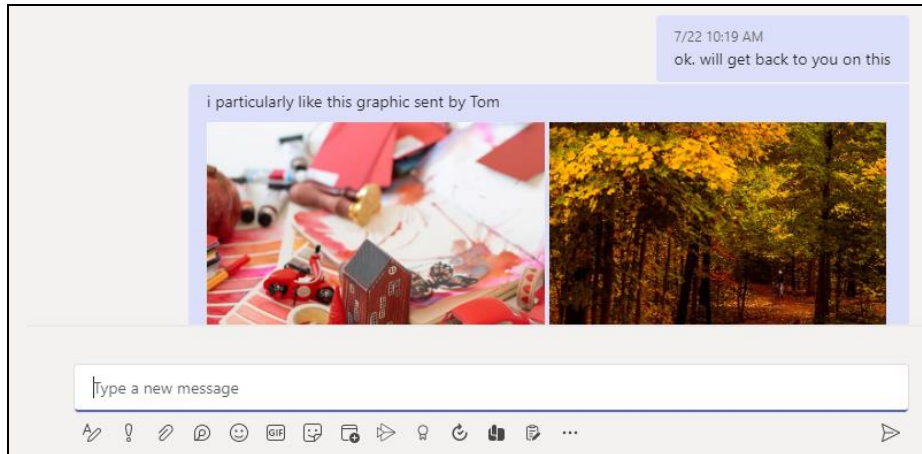 7/22 10:19 AM
ok. will get back to you on this
i particularly like this graphic sent by Tom
Type a new message
GIF